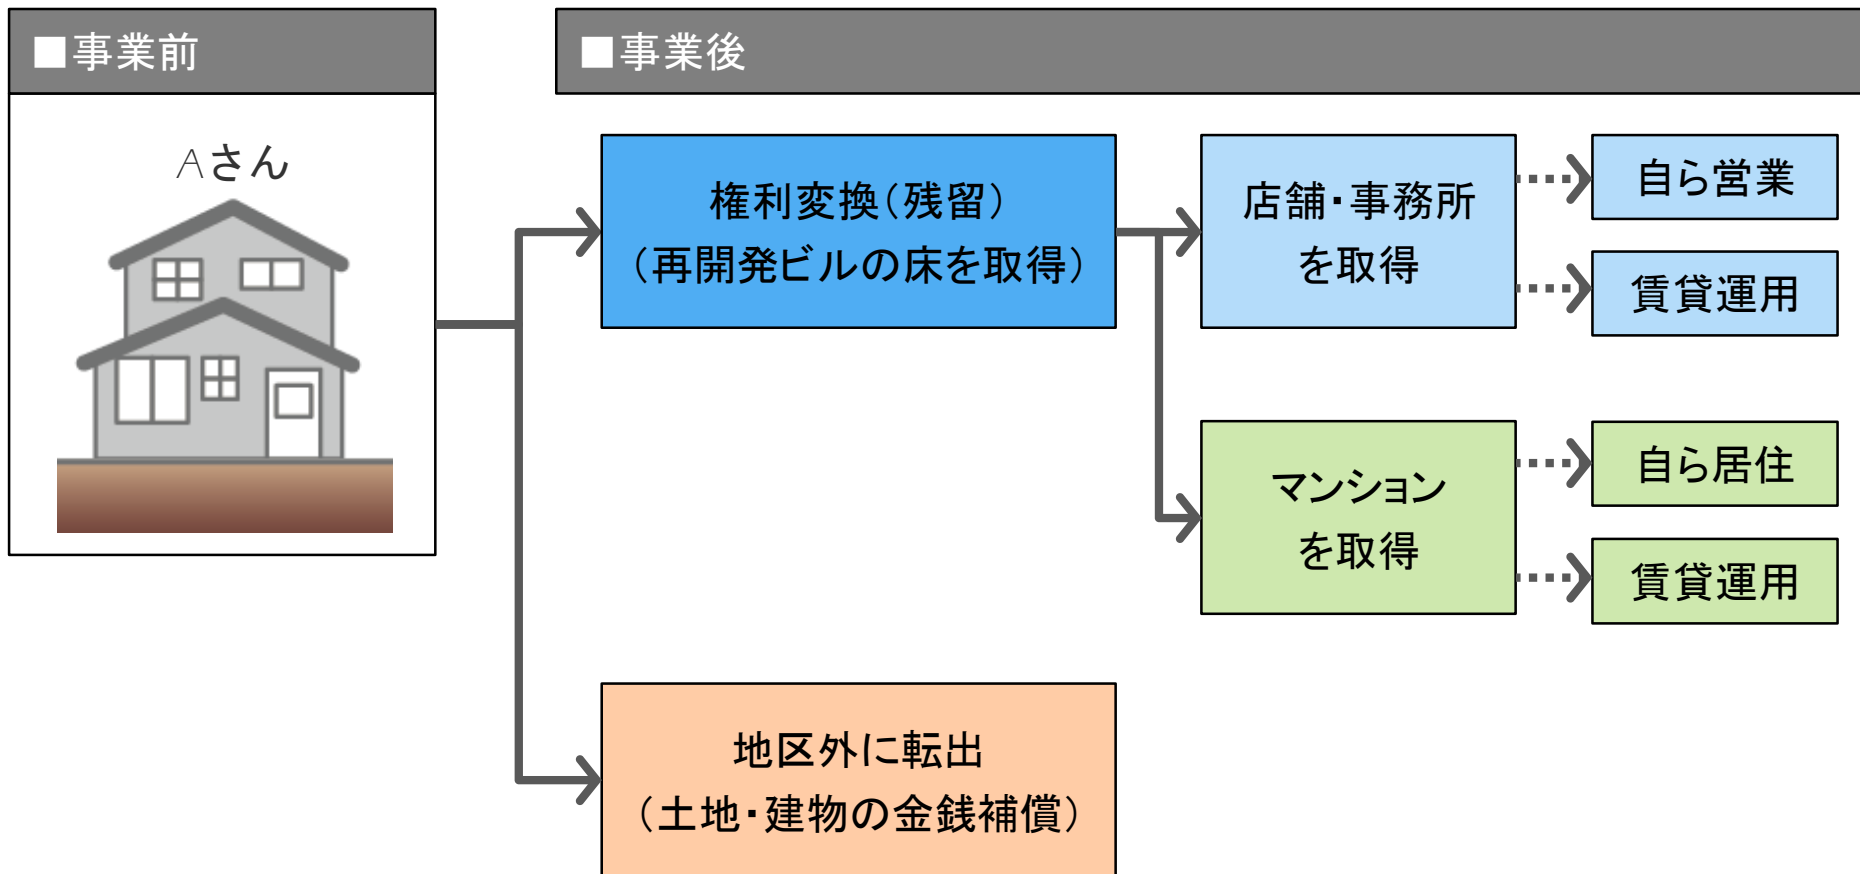 ■事業前
■事業後
Aさん
権利変換（残留）
（再開発ビルの床を取得）
店舗・事務所
を取得
自ら営業
賃貸運用
マンション
を取得
自ら居住
賃貸運用
地区外に転出
（土地・建物の金銭補償）